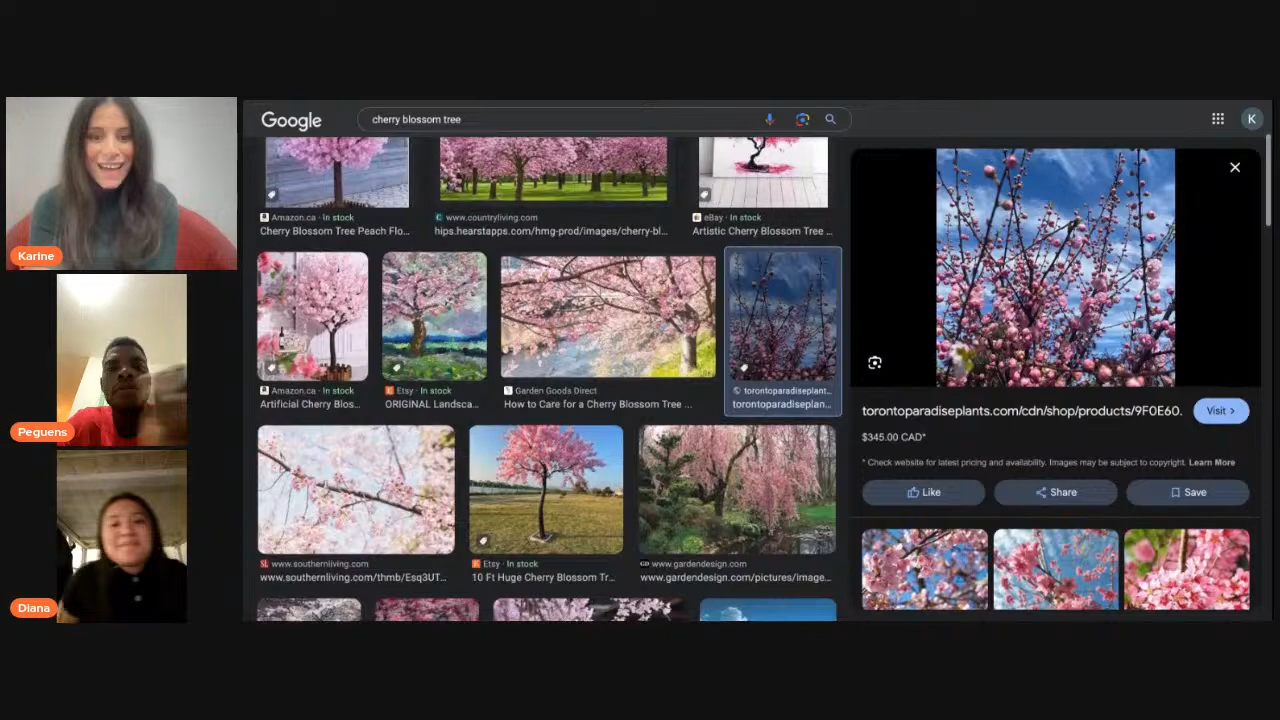 Karine
Peguens
Diana
Google
cherry blossom tree
K
Amazon.ca · In stock
Cherry Blossom Tree Peach Flo...
www.countryliving.com
hips.hearstapps.com/hmg-prod/images/cherry-bl...
eBay · In stock
Artistic Cherry Blossom Tree ...
Amazon.ca · In stock
Artificial Cherry Blos...
Etsy · In stock
ORIGINAL Landsca...
Garden Goods Direct
How to Care for a Cherry Blossom Tree ...
torontoparadiseplant...
torontoparadiseplan...
SL www.southernliving.com
www.southernliving.com/thmb/Esq3UT...
Etsy · In stock
10 Ft Huge Cherry Blossom Tr...
GD www.gardendesign.com
www.gardendesign.com/pictures/image...
torontoparadiseplants.com/cdn/shop/products/9F0E60.
Visit >
$345.00 CAD*
* Check website for latest pricing and availability. Images may be subject to copyright. Learn More
Like
Share
Save